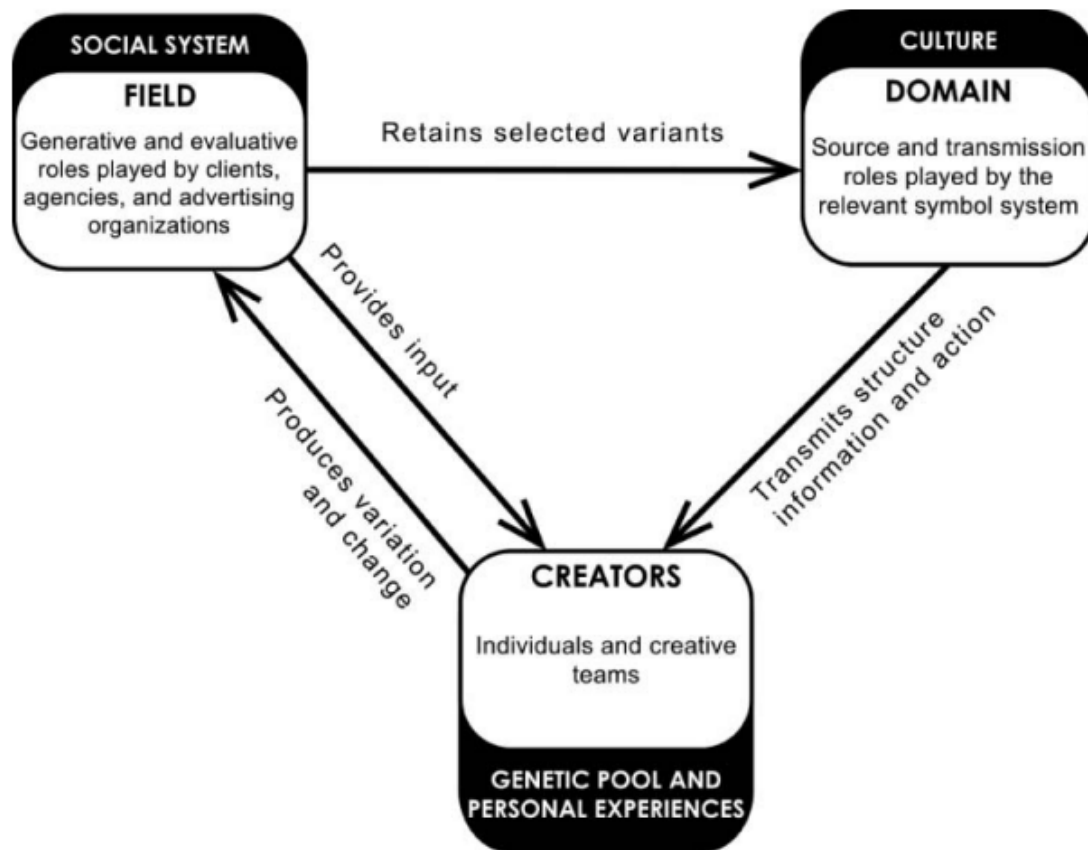 SOCIAL SYSTEM
FIELD
Generative and evaluative
roles played by clients,
agencies, and advertising
organizations
Retains selected variants
CULTURE
DOMAIN
Source and transmission
roles played by the
relevant symbol system
Provides input
Produces variation
and change
Transmits structure
information and action
CREATORS
Individuals and creative
teams
GENETIC POOL AND
PERSONAL EXPERIENCES